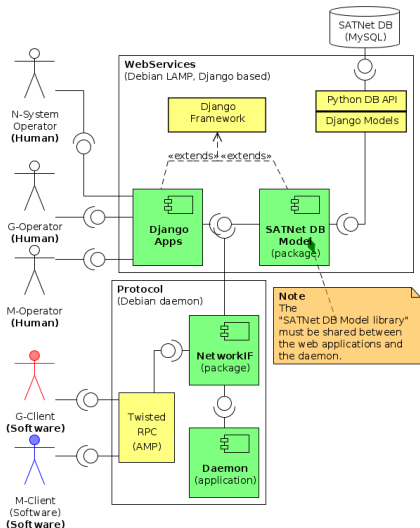 SATNet DB
(MySQL)
WebServices
(Debian LAMP, Django based)
Python DB API
Django Models
Django
Framework
«extends»
«extends»
N-System
Operator
(Human)
G-Operator
(Human)
M-Operator
(Human)
Django
Apps
SATNet DB
Model
(package)
Protocol
(Debian daemon)
Note
The
"SATNet DB Model library"
must be shared between
the web applications and
the daemon.
NetworkIF
(package)
G-Client
(Software)
Twisted
RPC
(AMP)
Daemon
(application)
M-Client
(Software)
(Software)